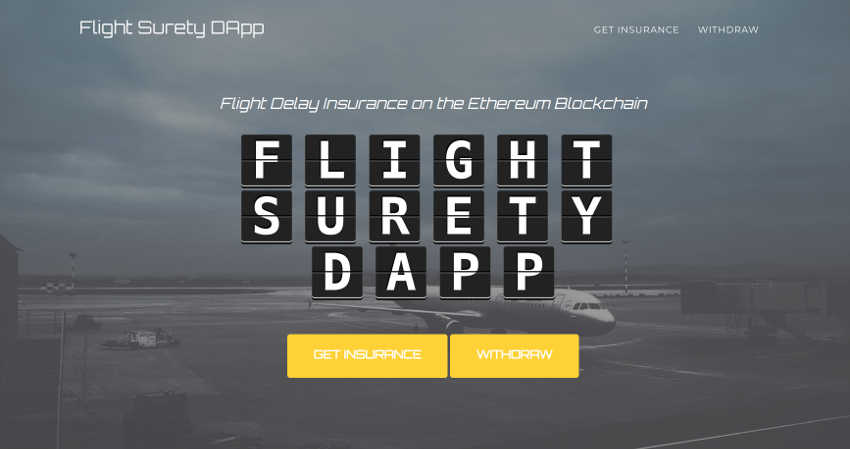 Flight Surety DApp
GET INSURANCE WITHDRAW
Flight Delay Insurance on the Ethereum Blockchain
FLIGHT
SURETY
DAPP
GET INSURANCE WITHDRAW